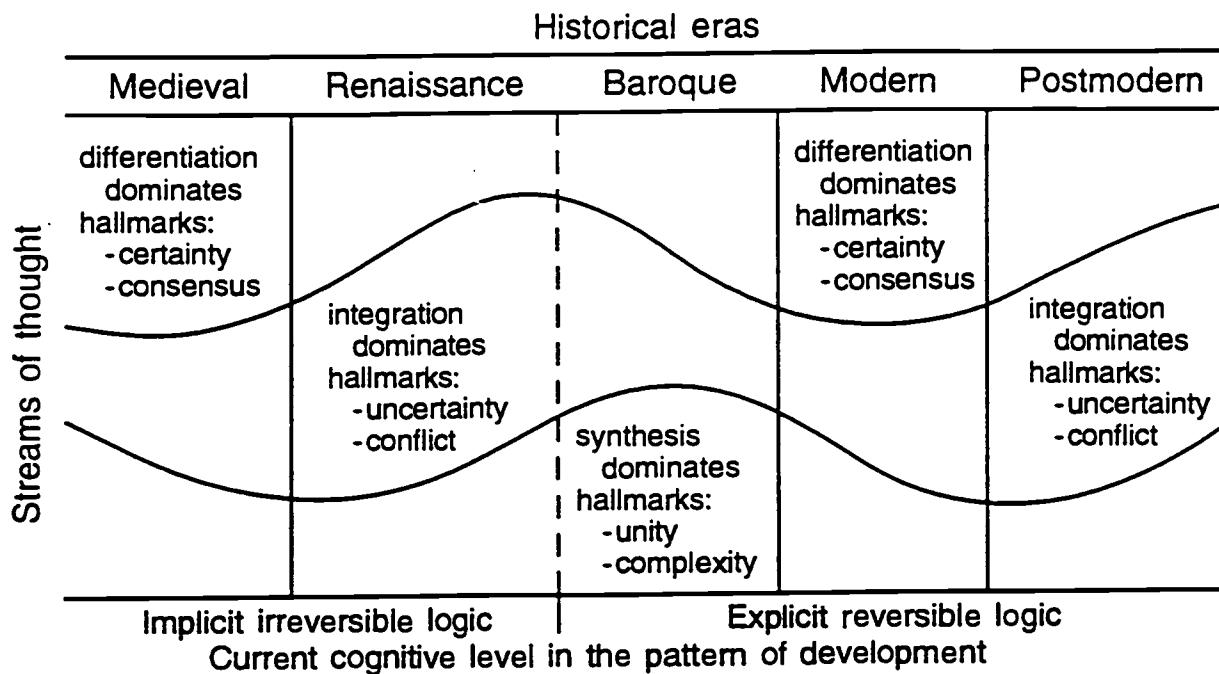 Historical eras
Medieval
Renaissance
Baroque
Modern
Postmodern
Streams of thought
differentiation
dominates
hallmarks:
-certainty
-consensus
integration
dominates
hallmarks:
-uncertainty
-conflict
synthesis
dominates
hallmarks:
-unity
-complexity
differentiation
dominates
hallmarks:
-certainty
-consensus
integration
dominates
hallmarks:
-uncertainty
-conflict
Implicit irreversible logic
Explicit reversible logic
Current cognitive level in the pattern of development